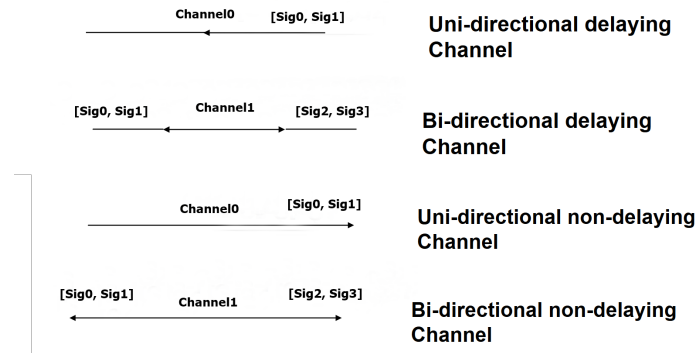 Channel0 [Sig0, Sig1]
Uni-directional delaying
Channel
[Sig0, Sig1] Channel1 [Sig2, Sig3]
Bi-directional delaying
Channel
Channel0 [Sig0, Sig1]
Uni-directional non-delaying
Channel
[Sig0, Sig1] Channel1 [Sig2, Sig3]
Bi-directional non-delaying
Channel